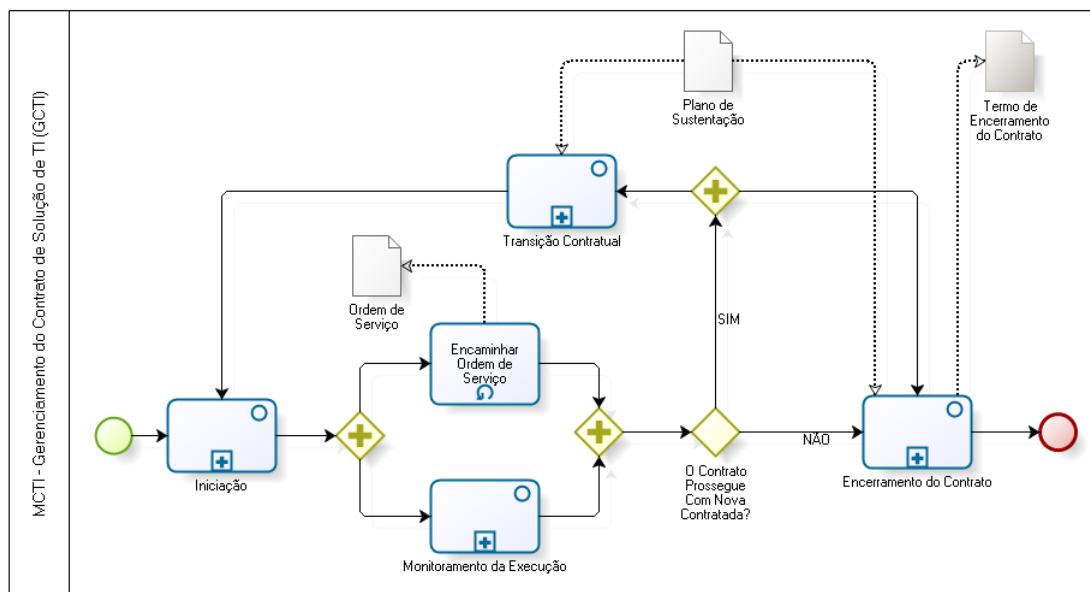 MCTI - Gerenciamento do Contrato de Solução de TI (GCTI)
Plano de
Sustentação
Termo de
Encerramento
do Contrato
Transição Contratual
Ordem de
Serviço
SIM
Encaminhar
Ordem de
Serviço
Iniciação
NÃO
O Contrato
Prossegue
Com Nova
Contratada?
Encerramento do Contrato
Monitoramento da Execução